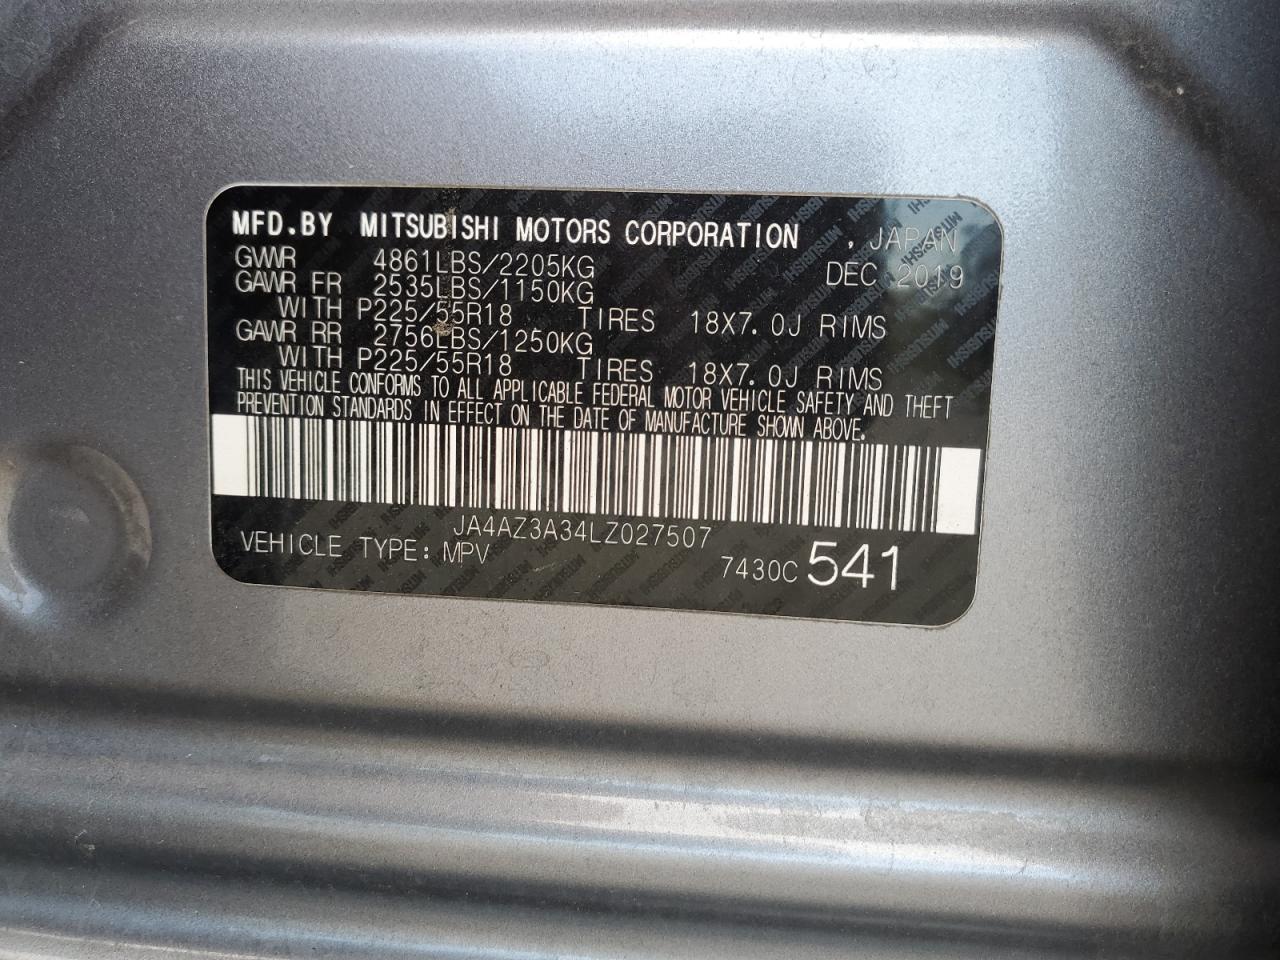 MFD.BY MITSUBISHI MOTORS CORPORATION , JAPAN
GWR 4861LBS/2205KG DEC 2019
GAWR FR 2535LBS/1150KG
WITH P225/55R18 TIRES 18X7.0J RIMS
GAWR RR 2756LBS/1250KG
WITH P225/55R18 TIRES 18X7.0J RIMS
THIS VEHICLE CONFORMS TO ALL APPLICABLE FEDERAL MOTOR VEHICLE SAFETY AND THEFT
PREVENTION STANDARDS IN EFFECT ON THE DATE OF MANUFACTURE SHOWN ABOVE.
JA4AZ3A34LZ027507
VEHICLE TYPE: MPV 7430C 541